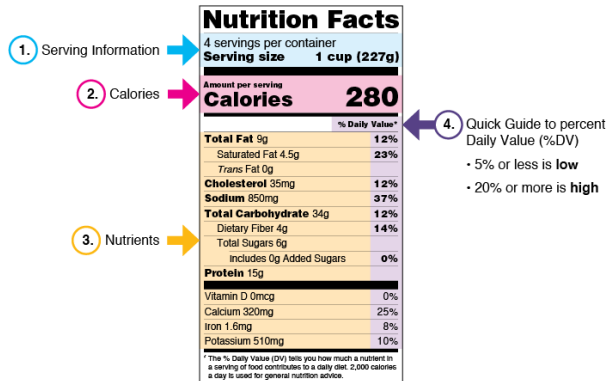 Nutrition Facts
4 servings per container
Serving size 1 cup (227g)
Amount per serving
Calories 280
% Daily Value*
Total Fat 9g 12%
Saturated Fat 4.5g 23%
Trans Fat 0g
Cholesterol 35mg 12%
Sodium 850mg 37%
Total Carbohydrate 34g 12%
Dietary Fiber 4g 14%
Total Sugars 6g
Includes 0g Added Sugars 0%
Protein 15g
Vitamin D 0mcg 0%
Calcium 320mg 25%
Iron 1.6mg 8%
Potassium 510mg 10%
* The % Daily Value (DV) tells you how much a nutrient in
a serving of food contributes to a daily diet. 2,000 calories
a day is used for general nutrition advice.
1. Serving Information
2. Calories
3. Nutrients
4. Quick Guide to percent
Daily Value (%DV)
• 5% or less is low
• 20% or more is high